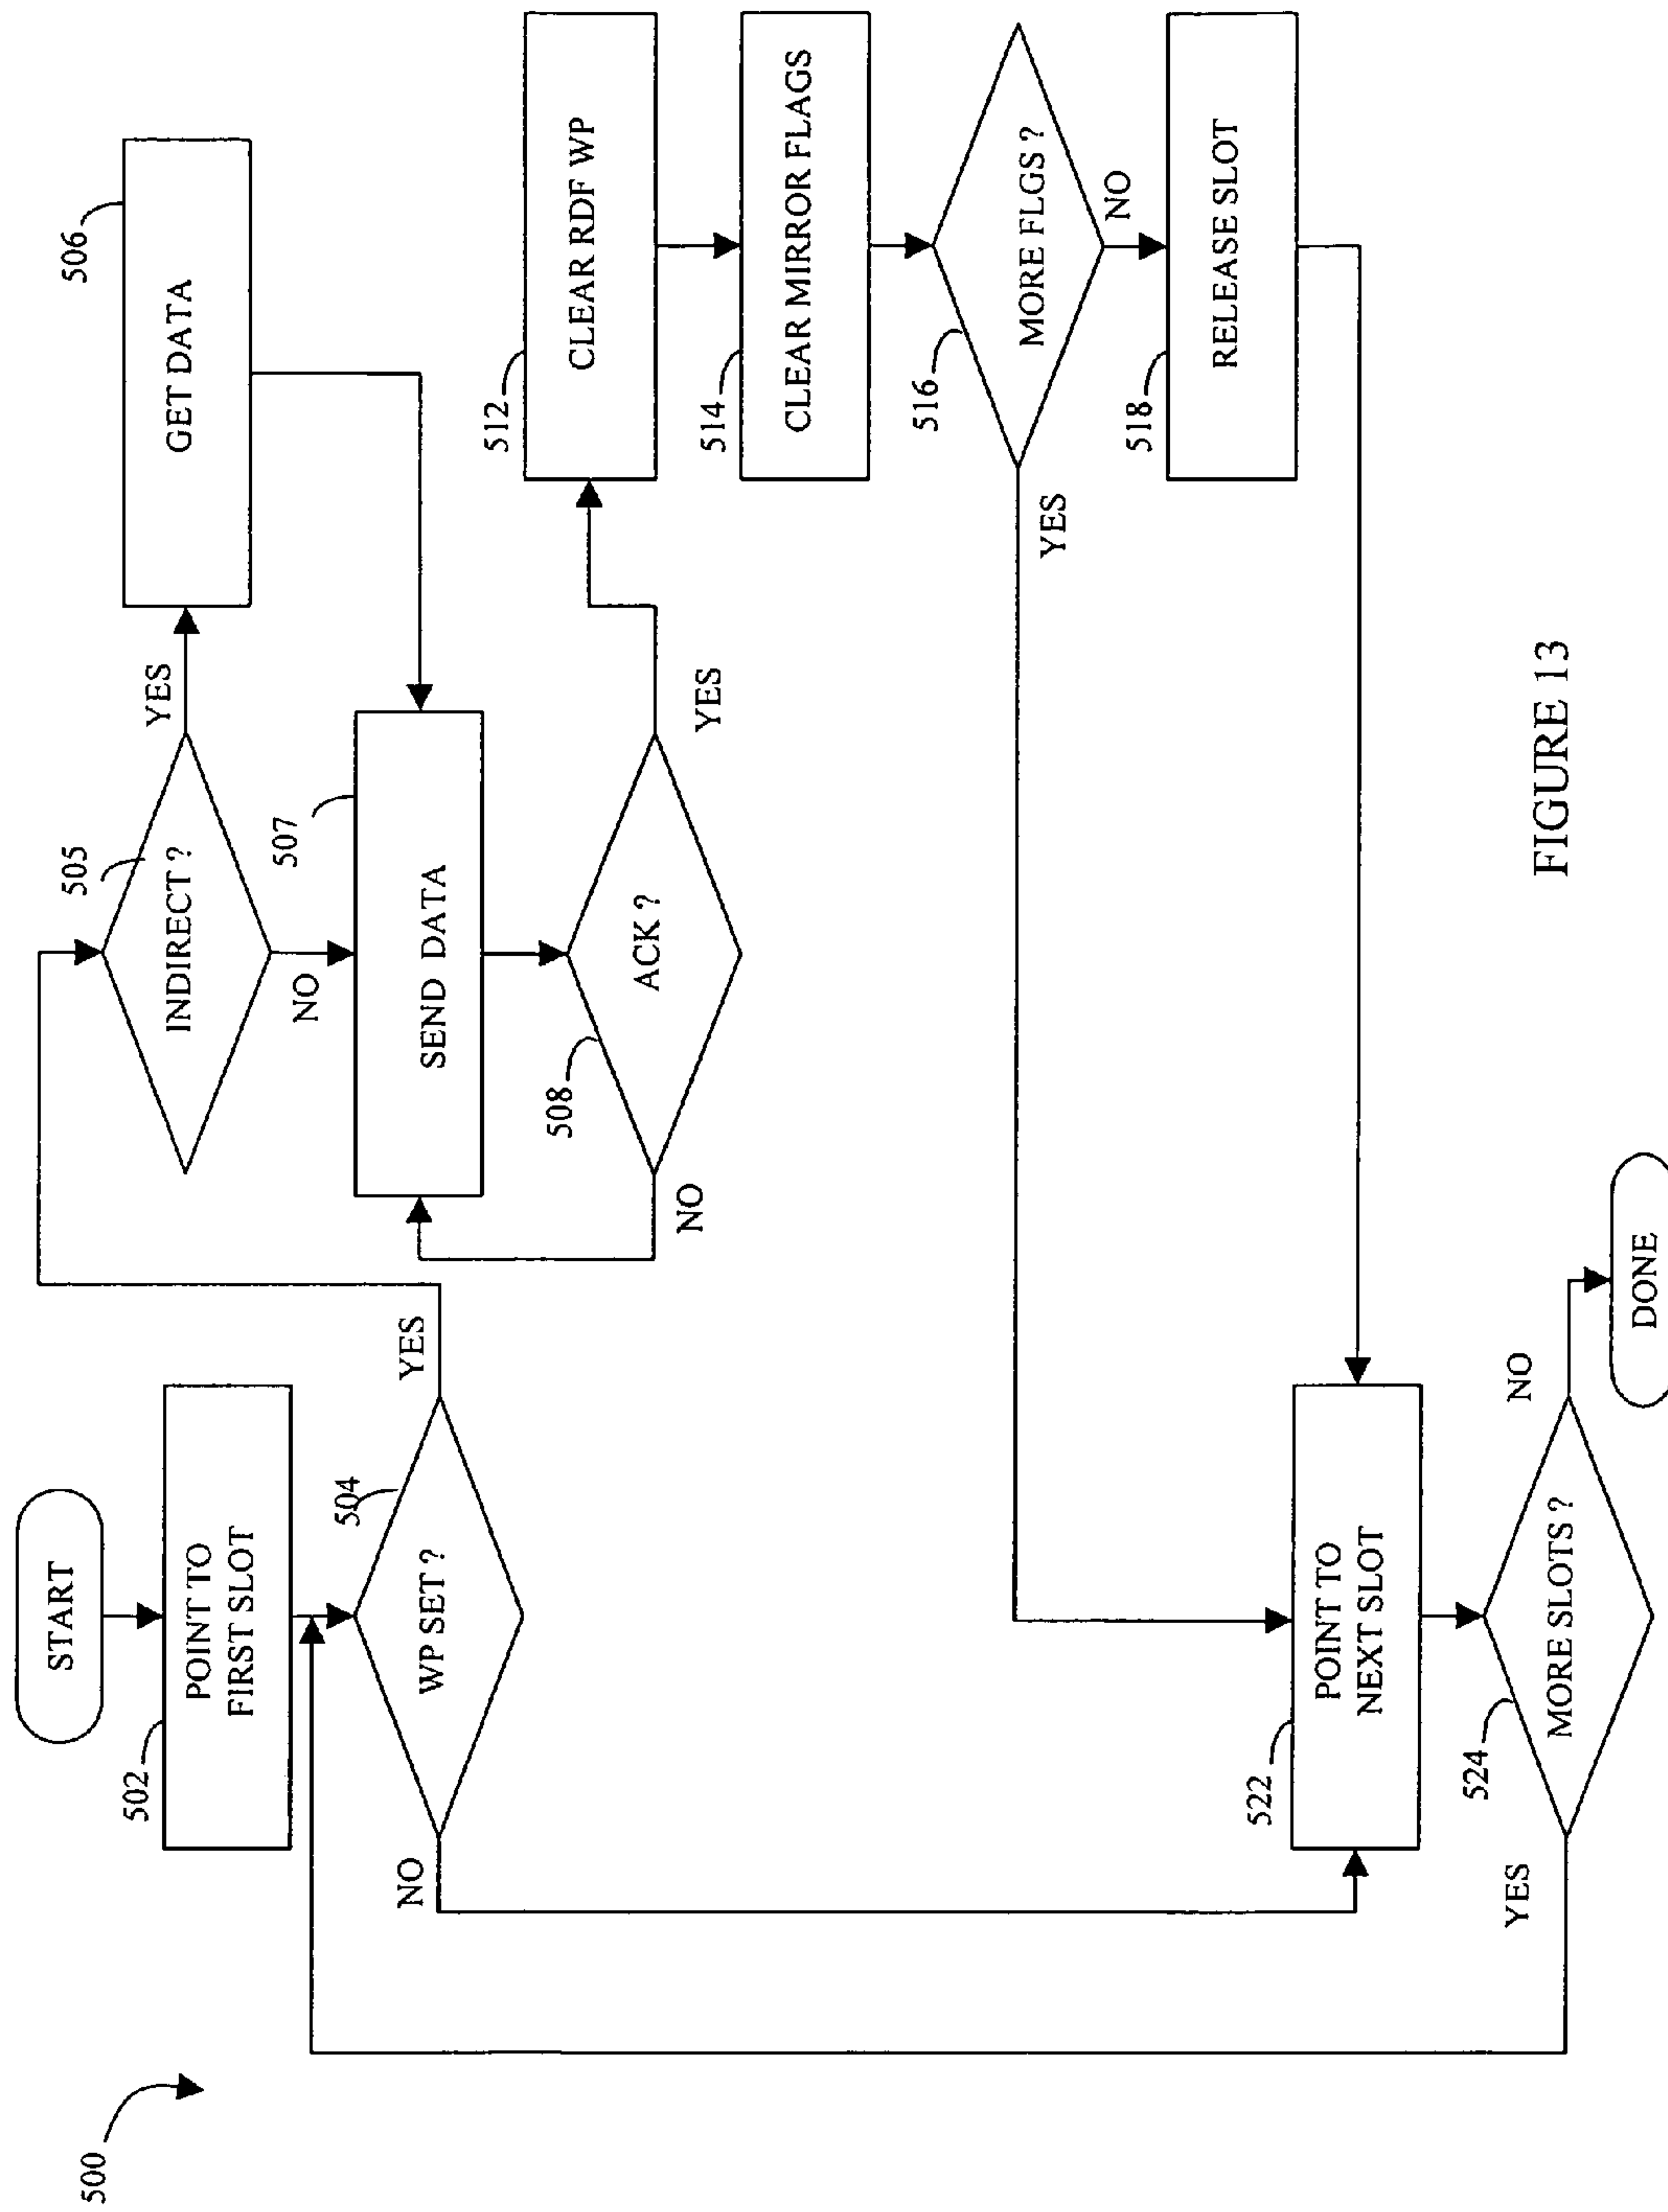 500
START
502
POINT TO
FIRST SLOT
504
WP SET ?
YES
NO
505
INDIRECT ?
YES
NO
506
GET DATA
507
SEND DATA
508
ACK ?
YES
NO
512
CLEAR RDF WP
514
CLEAR MIRROR FLAGS
516
MORE FLGS ?
YES
NO
518
RELEASE SLOT
522
POINT TO
NEXT SLOT
524
MORE SLOTS ?
YES
NO
DONE
FIGURE 13